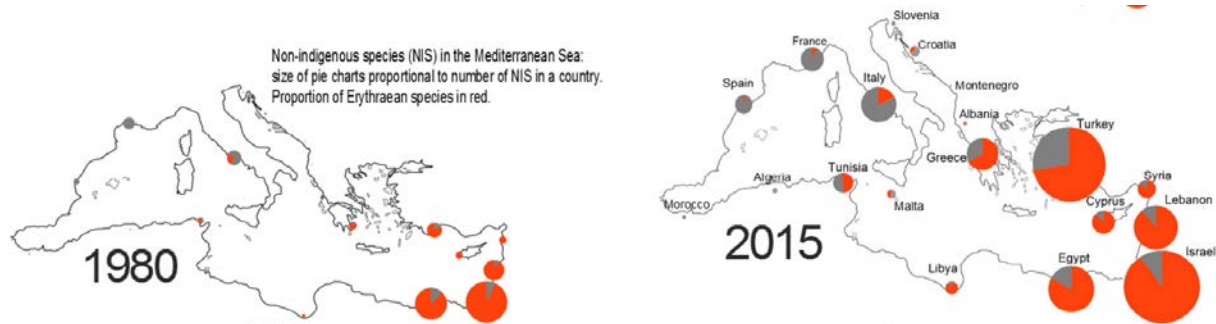 Non-indigenous species (NIS) in the Mediterranean Sea:
size of pie charts proportional to number of NIS in a country.
Proportion of Erythraean species in red.
1980
Slovenia
Croatia
France
Italy
Spain
Montenegro
Albania
Turkey
Greece
Tunisia
Algeria
Syria
Morocco
Malta
Cyprus
Lebanon
2015
Israel
Egypt
Libya